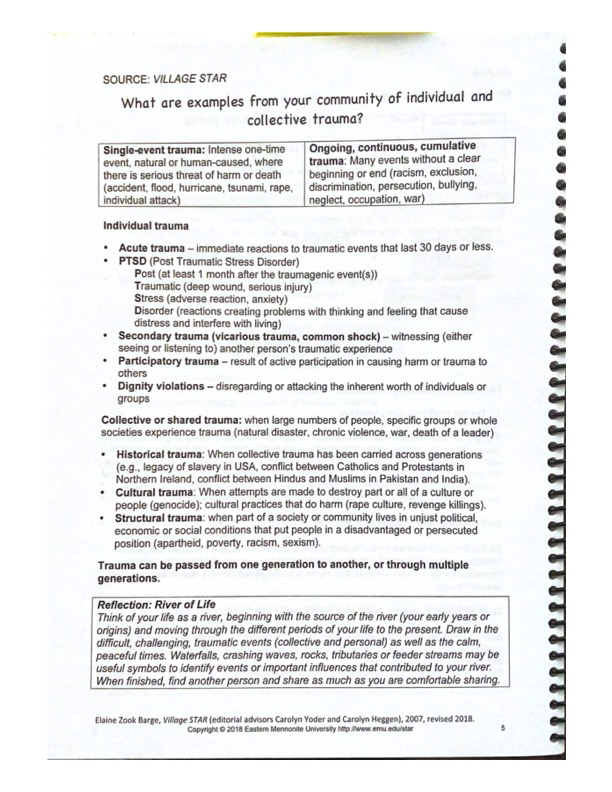 SOURCE: VILLAGE STAR
What are examples from your community of individual and
collective trauma?
Single-event trauma: Intense one-time
event, natural or human-caused, where
there is serious threat of harm or death
(accident, flood, hurricane, tsunami, rape,
individual attack)
Ongoing, continuous, cumulative
trauma: Many events without a clear
beginning or end (racism, exclusion,
discrimination, persecution, bullying,
neglect, occupation, war)
Individual trauma
• Acute trauma – immediate reactions to traumatic events that last 30 days or less.
• PTSD (Post Traumatic Stress Disorder)
Post (at least 1 month after the traumagenic event(s))
Traumatic (deep wound, serious injury)
Stress (adverse reaction, anxiety)
Disorder (reactions creating problems with thinking and feeling that cause
distress and interfere with living)
• Secondary trauma (vicarious trauma, common shock) – witnessing (either
seeing or listening to) another person's traumatic experience
• Participatory trauma – result of active participation in causing harm or trauma to
others
• Dignity violations – disregarding or attacking the inherent worth of individuals or
groups
Collective or shared trauma: when large numbers of people, specific groups or whole
societies experience trauma (natural disaster, chronic violence, war, death of a leader)
• Historical trauma: When collective trauma has been carried across generations
(e.g., legacy of slavery in USA, conflict between Catholics and Protestants in
Northern Ireland, conflict between Hindus and Muslims in Pakistan and India).
• Cultural trauma: When attempts are made to destroy part or all of a culture or
people (genocide); cultural practices that do harm (rape culture, revenge killings).
• Structural trauma: when part of a society or community lives in unjust political,
economic or social conditions that put people in a disadvantaged or persecuted
position (apartheid, poverty, racism, sexism).
Trauma can be passed from one generation to another, or through multiple
generations.
Reflection: River of Life
Think of your life as a river, beginning with the source of the river (your early years or
origins) and moving through the different periods of your life to the present. Draw in the
difficult, challenging, traumatic events (collective and personal) as well as the calm,
peaceful times. Waterfalls, crashing waves, rocks, tributaries or feeder streams may be
useful symbols to identify events or important influences that contributed to your river.
When finished, find another person and share as much as you are comfortable sharing.
Elaine Zook Barge, Village STAR (editorial advisors Carolyn Yoder and Carolyn Heggen), 2007, revised 2018.
Copyright © 2018 Eastern Mennonite University http://www.emu.edu/star
5